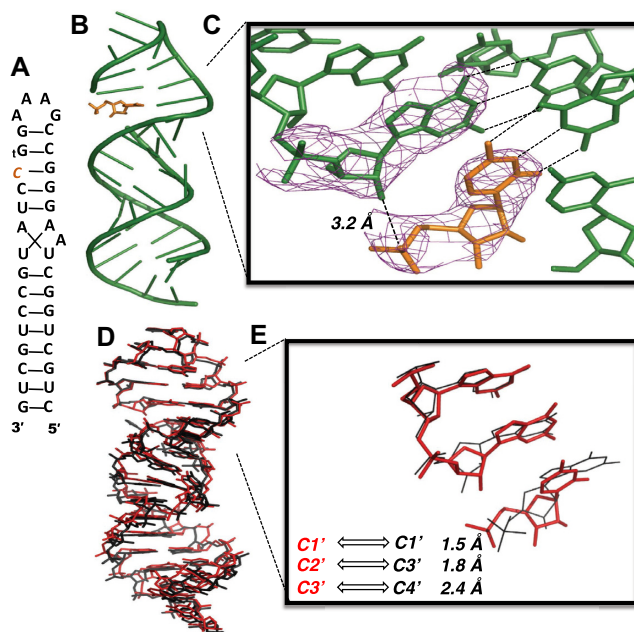 A
B
C
A A
A G
G—C
tG—C
C—G
C—G
U G
A A
A
U U
G—C
C—G
C—G
U—U
G—C
C—G
U—U
G—C
3' 5'
3.2 Å
D
E
C1' C1' 1.5 Å
C2' C3' 1.8 Å
C3' C4' 2.4 Å